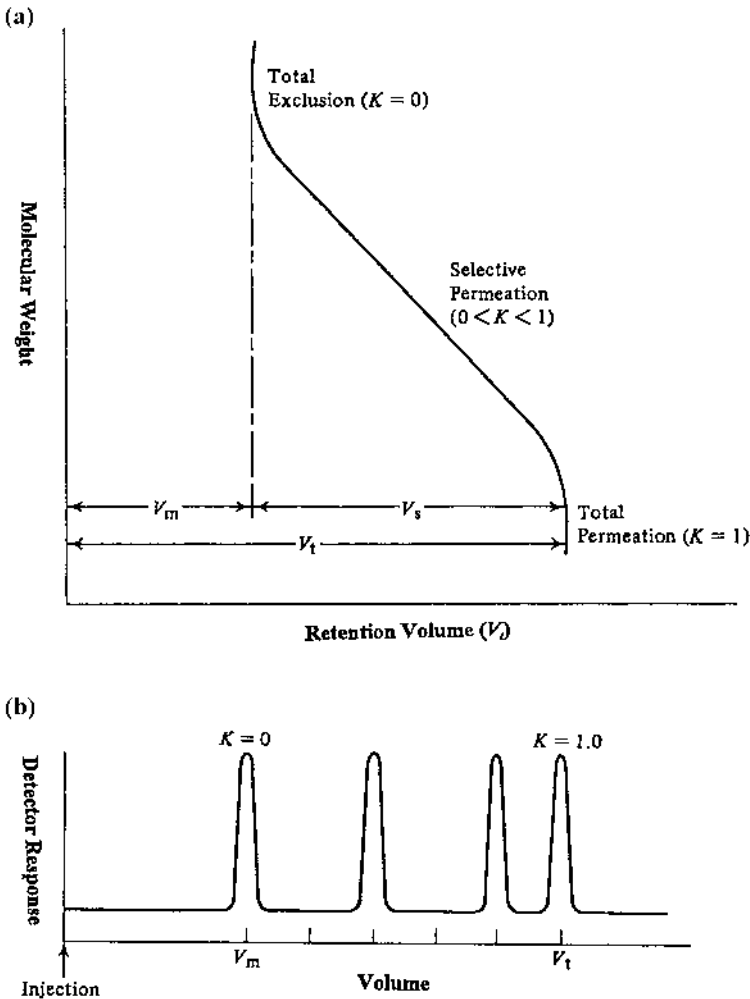 (a)
Total
Exclusion (K = 0)
Molecular Weight
Selective
Permeation
(0 < K < 1)
Vm
Vs
Total
Permeation (K = 1)
Vt
Retention Volume (Vr)
(b)
K = 0
K = 1.0
Detector Response
Vm
Vt
Injection
Volume